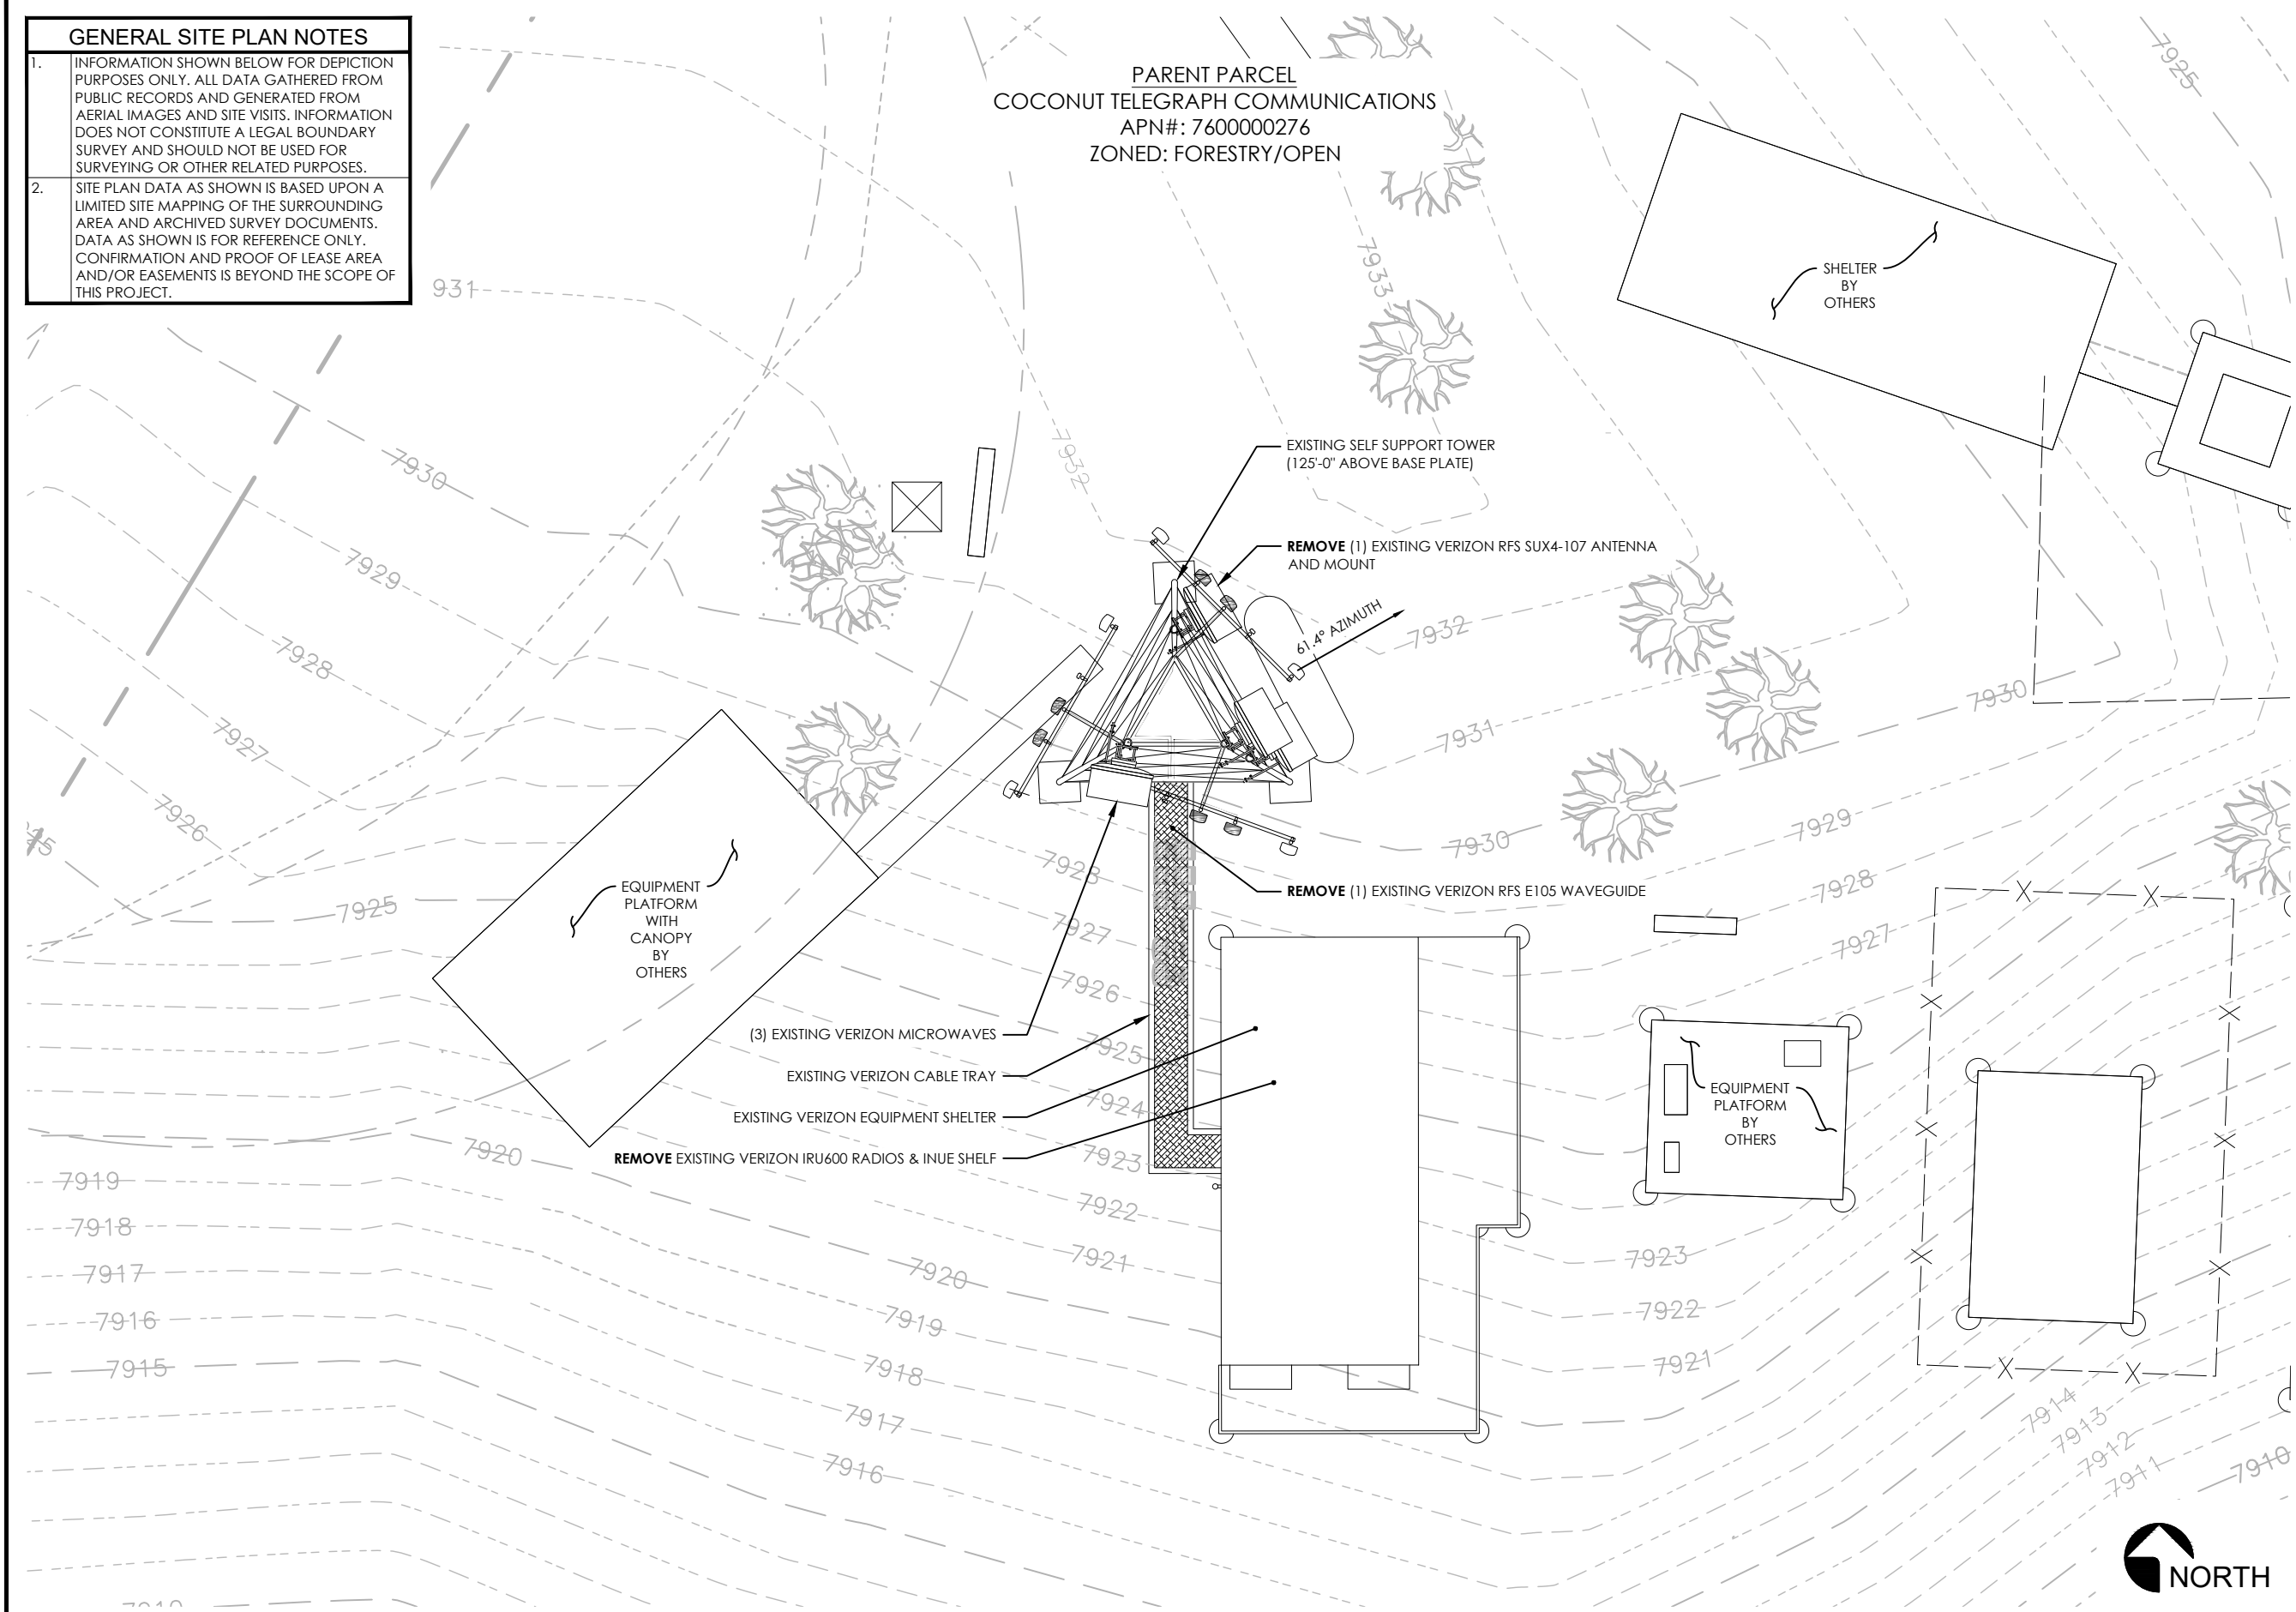 GENERAL SITE PLAN NOTES
1. INFORMATION SHOWN BELOW FOR DEPICTION
PURPOSES ONLY. ALL DATA GATHERED FROM
PUBLIC RECORDS AND GENERATED FROM
AERIAL IMAGES AND SITE VISITS. INFORMATION
DOES NOT CONSTITUTE A LEGAL BOUNDARY
SURVEY AND SHOULD NOT BE USED FOR
SURVEYING OR OTHER RELATED PURPOSES.
2. SITE PLAN DATA AS SHOWN IS BASED UPON A
LIMITED SITE MAPPING OF THE SURROUNDING
AREA AND ARCHIVED SURVEY DOCUMENTS.
DATA AS SHOWN IS FOR REFERENCE ONLY.
CONFIRMATION AND PROOF OF LEASE AREA
AND/OR EASEMENTS IS BEYOND THE SCOPE OF
THIS PROJECT.
PARENT PARCEL
COCONUT TELEGRAPH COMMUNICATIONS
APN#: 7600000276
ZONED: FORESTRY/OPEN
7925
7933
931
SHELTER
BY
OTHERS
7932
7930
EXISTING SELF SUPPORT TOWER
(125'-0" ABOVE BASE PLATE)
REMOVE (1) EXISTING VERIZON RFS SUX4-107 ANTENNA
AND MOUNT
7929
61.4° AZIMUTH
7932
7928
7930
7927
7931
7926
7929
7930
7928
7928
REMOVE (1) EXISTING VERIZON RFS E105 WAVEGUIDE
EQUIPMENT
PLATFORM
WITH
CANOPY
BY
OTHERS
7925
7927
7927
7926
(3) EXISTING VERIZON MICROWAVES
7925
EXISTING VERIZON CABLE TRAY
7924
EXISTING VERIZON EQUIPMENT SHELTER
EQUIPMENT
PLATFORM
BY
OTHERS
7920
REMOVE EXISTING VERIZON IRU600 RADIOS & INUE SHELF
7923
7919
7922
7918
7921
7923
7917
7920
7922
7916
7919
7921
7915
7918
7914
7917
7913
7912
7916
7911
7910
NORTH